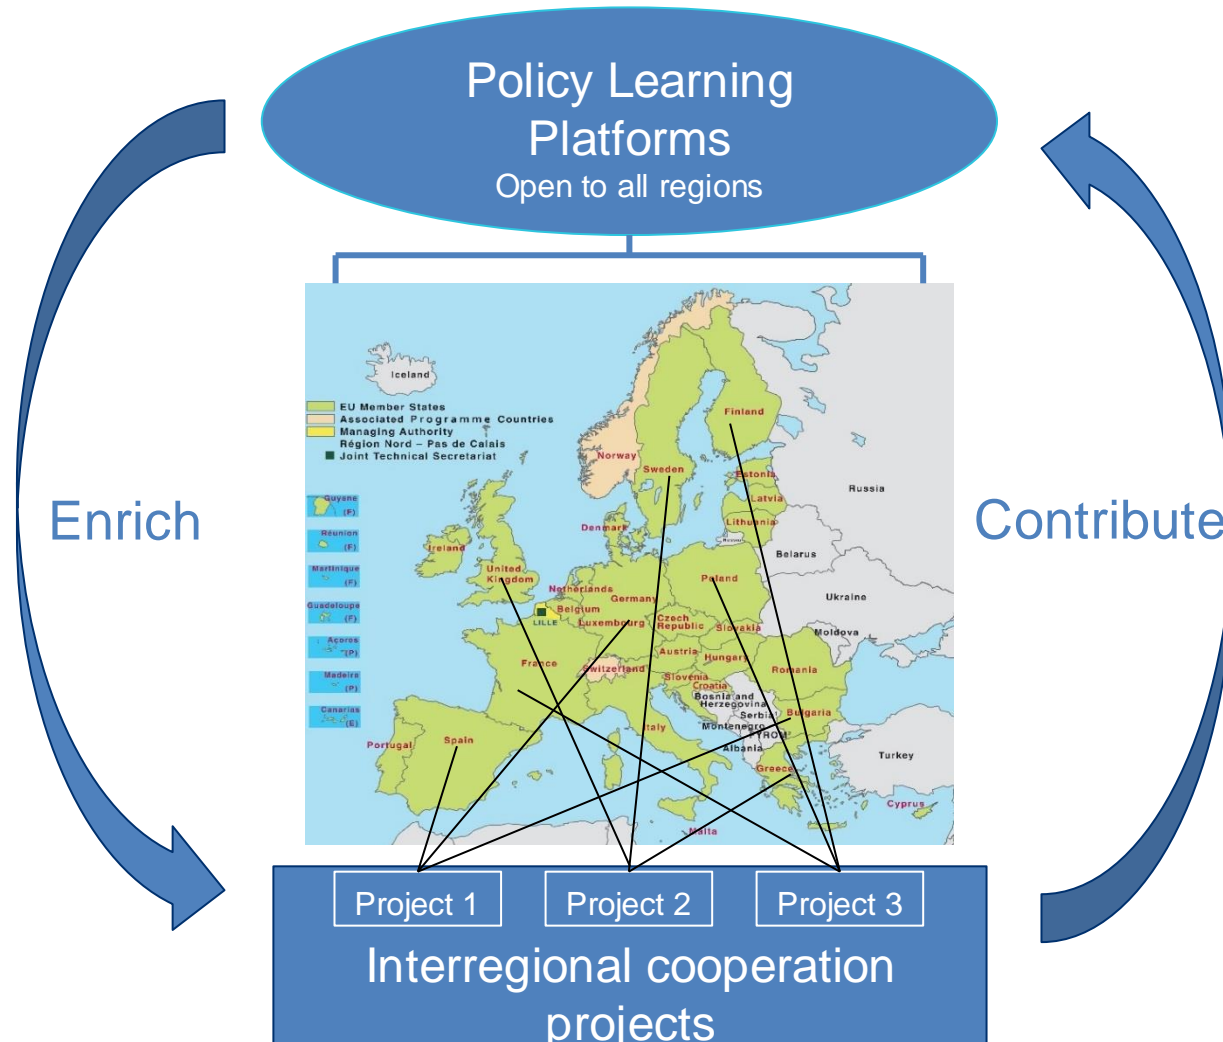 Policy Learning
Platforms
Open to all regions
Enrich
Contribute
Iceland
EU Member States
Associated Programme Countries
Managing Authority
Région Nord – Pas de Calais
Joint Technical Secretariat
Guyane
(F)
Réunion
(F)
Martinique
(F)
Guadeloupe
(F)
Açores
(P)
Madeira
(P)
Canarias
(E)
Finland
Norway
Sweden
Estonia
Russia
Latvia
Lithuania
Denmark
Ireland
United
Kingdom
Belarus
Netherlands
Poland
Germany
Belgium
LILLE
Luxembourg
Czech
Republic
Slovakia
Ukraine
Moldova
France
Switzerland
Austria
Hungary
Romania
Slovenia
Croatia
Bosnia and
Herzegovina
Serbia
Bulgaria
Montenegro
FYROM
Italy
Albania
Portugal
Spain
Greece
Turkey
Cyprus
Malta
Project 1
Project 2
Project 3
Interregional cooperation
projects